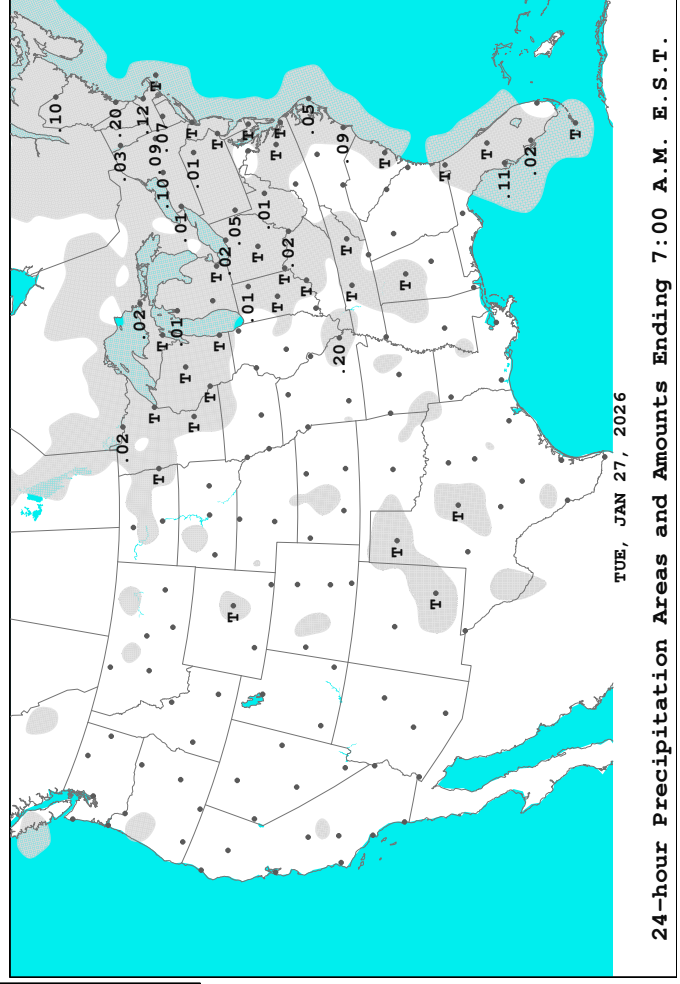 .10
.20
.02
.03
.02
.12
T
T
T
.09
T
.10
.07
.01
.01
T
T
.01
T
T
T
T
T
.02
T
.05
.01
T
T
.01
T
T
.02
T
T
T
.05
.20
T
T
.09
T
T
T
T
T
T
T
.11
.02
T
TUE, JAN 27, 2026
24-hour Precipitation Areas and Amounts Ending 7:00 A.M. E.S.T.